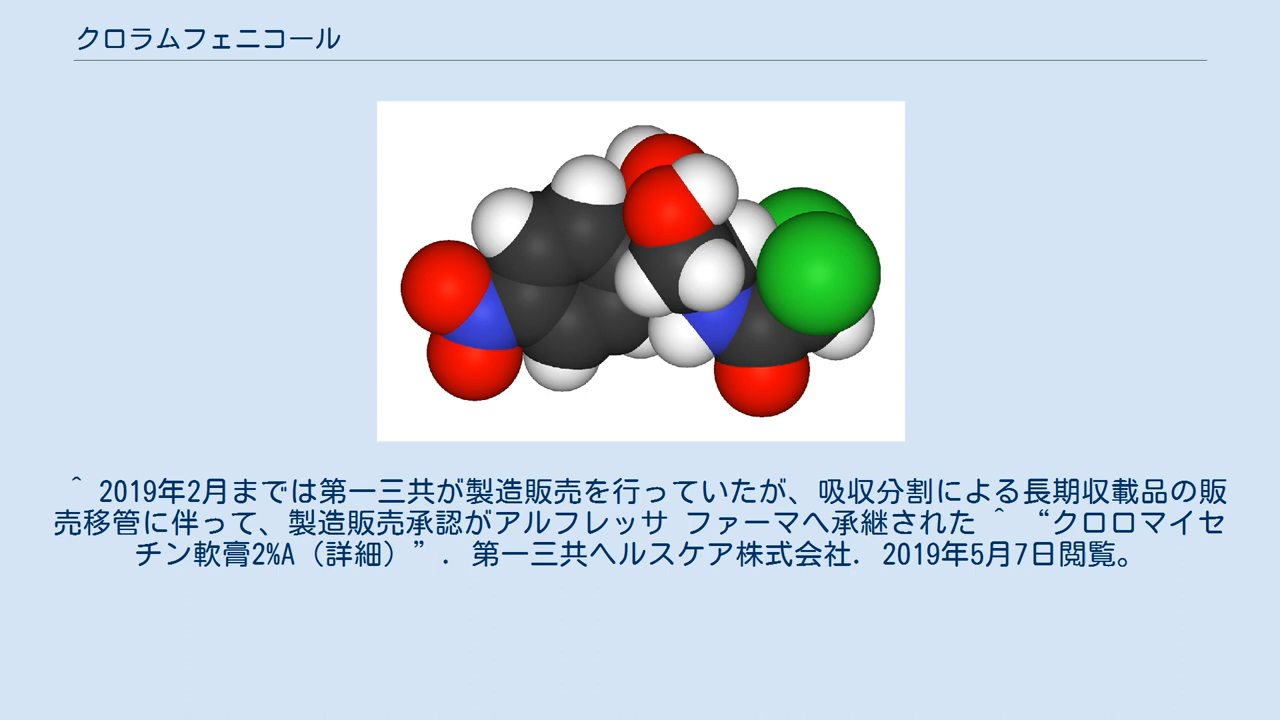 クロラムフェニコール
^ 2019年2月までは第一三共が製造販売を行っていたが、吸収分割による長期収載品の販
売移管に伴って、製造販売承認がアルフレッサ ファーマへ承継された ^ “クロロマイセ
チン軟膏2%A（詳細）”. 第一三共ヘルスケア株式会社. 2019年5月7日閲覧。